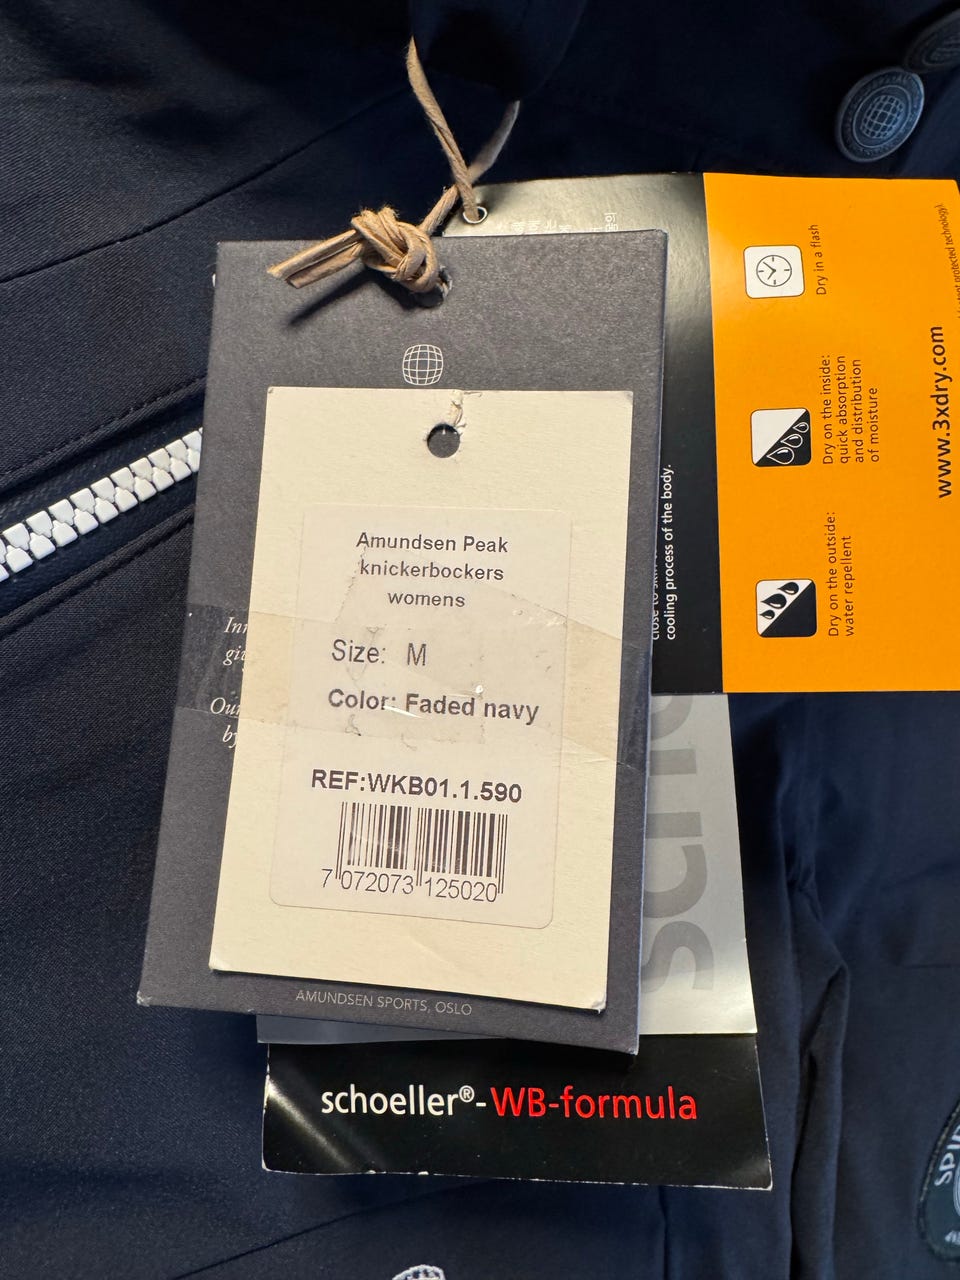 Amundsen Peak
knickerbockers
womens
Size: M
Color: Faded navy
REF:WKB01.1.590
7 072073 125020
AMUNDSEN SPORTS, OSLO
schoeller®-WB-formula
cooling process of the body.
Dry in a flash
Dry on the inside:
quick absorption
and distribution
of moisture
Dry on the outside:
water repellent
www.3xdry.com
protected technology)